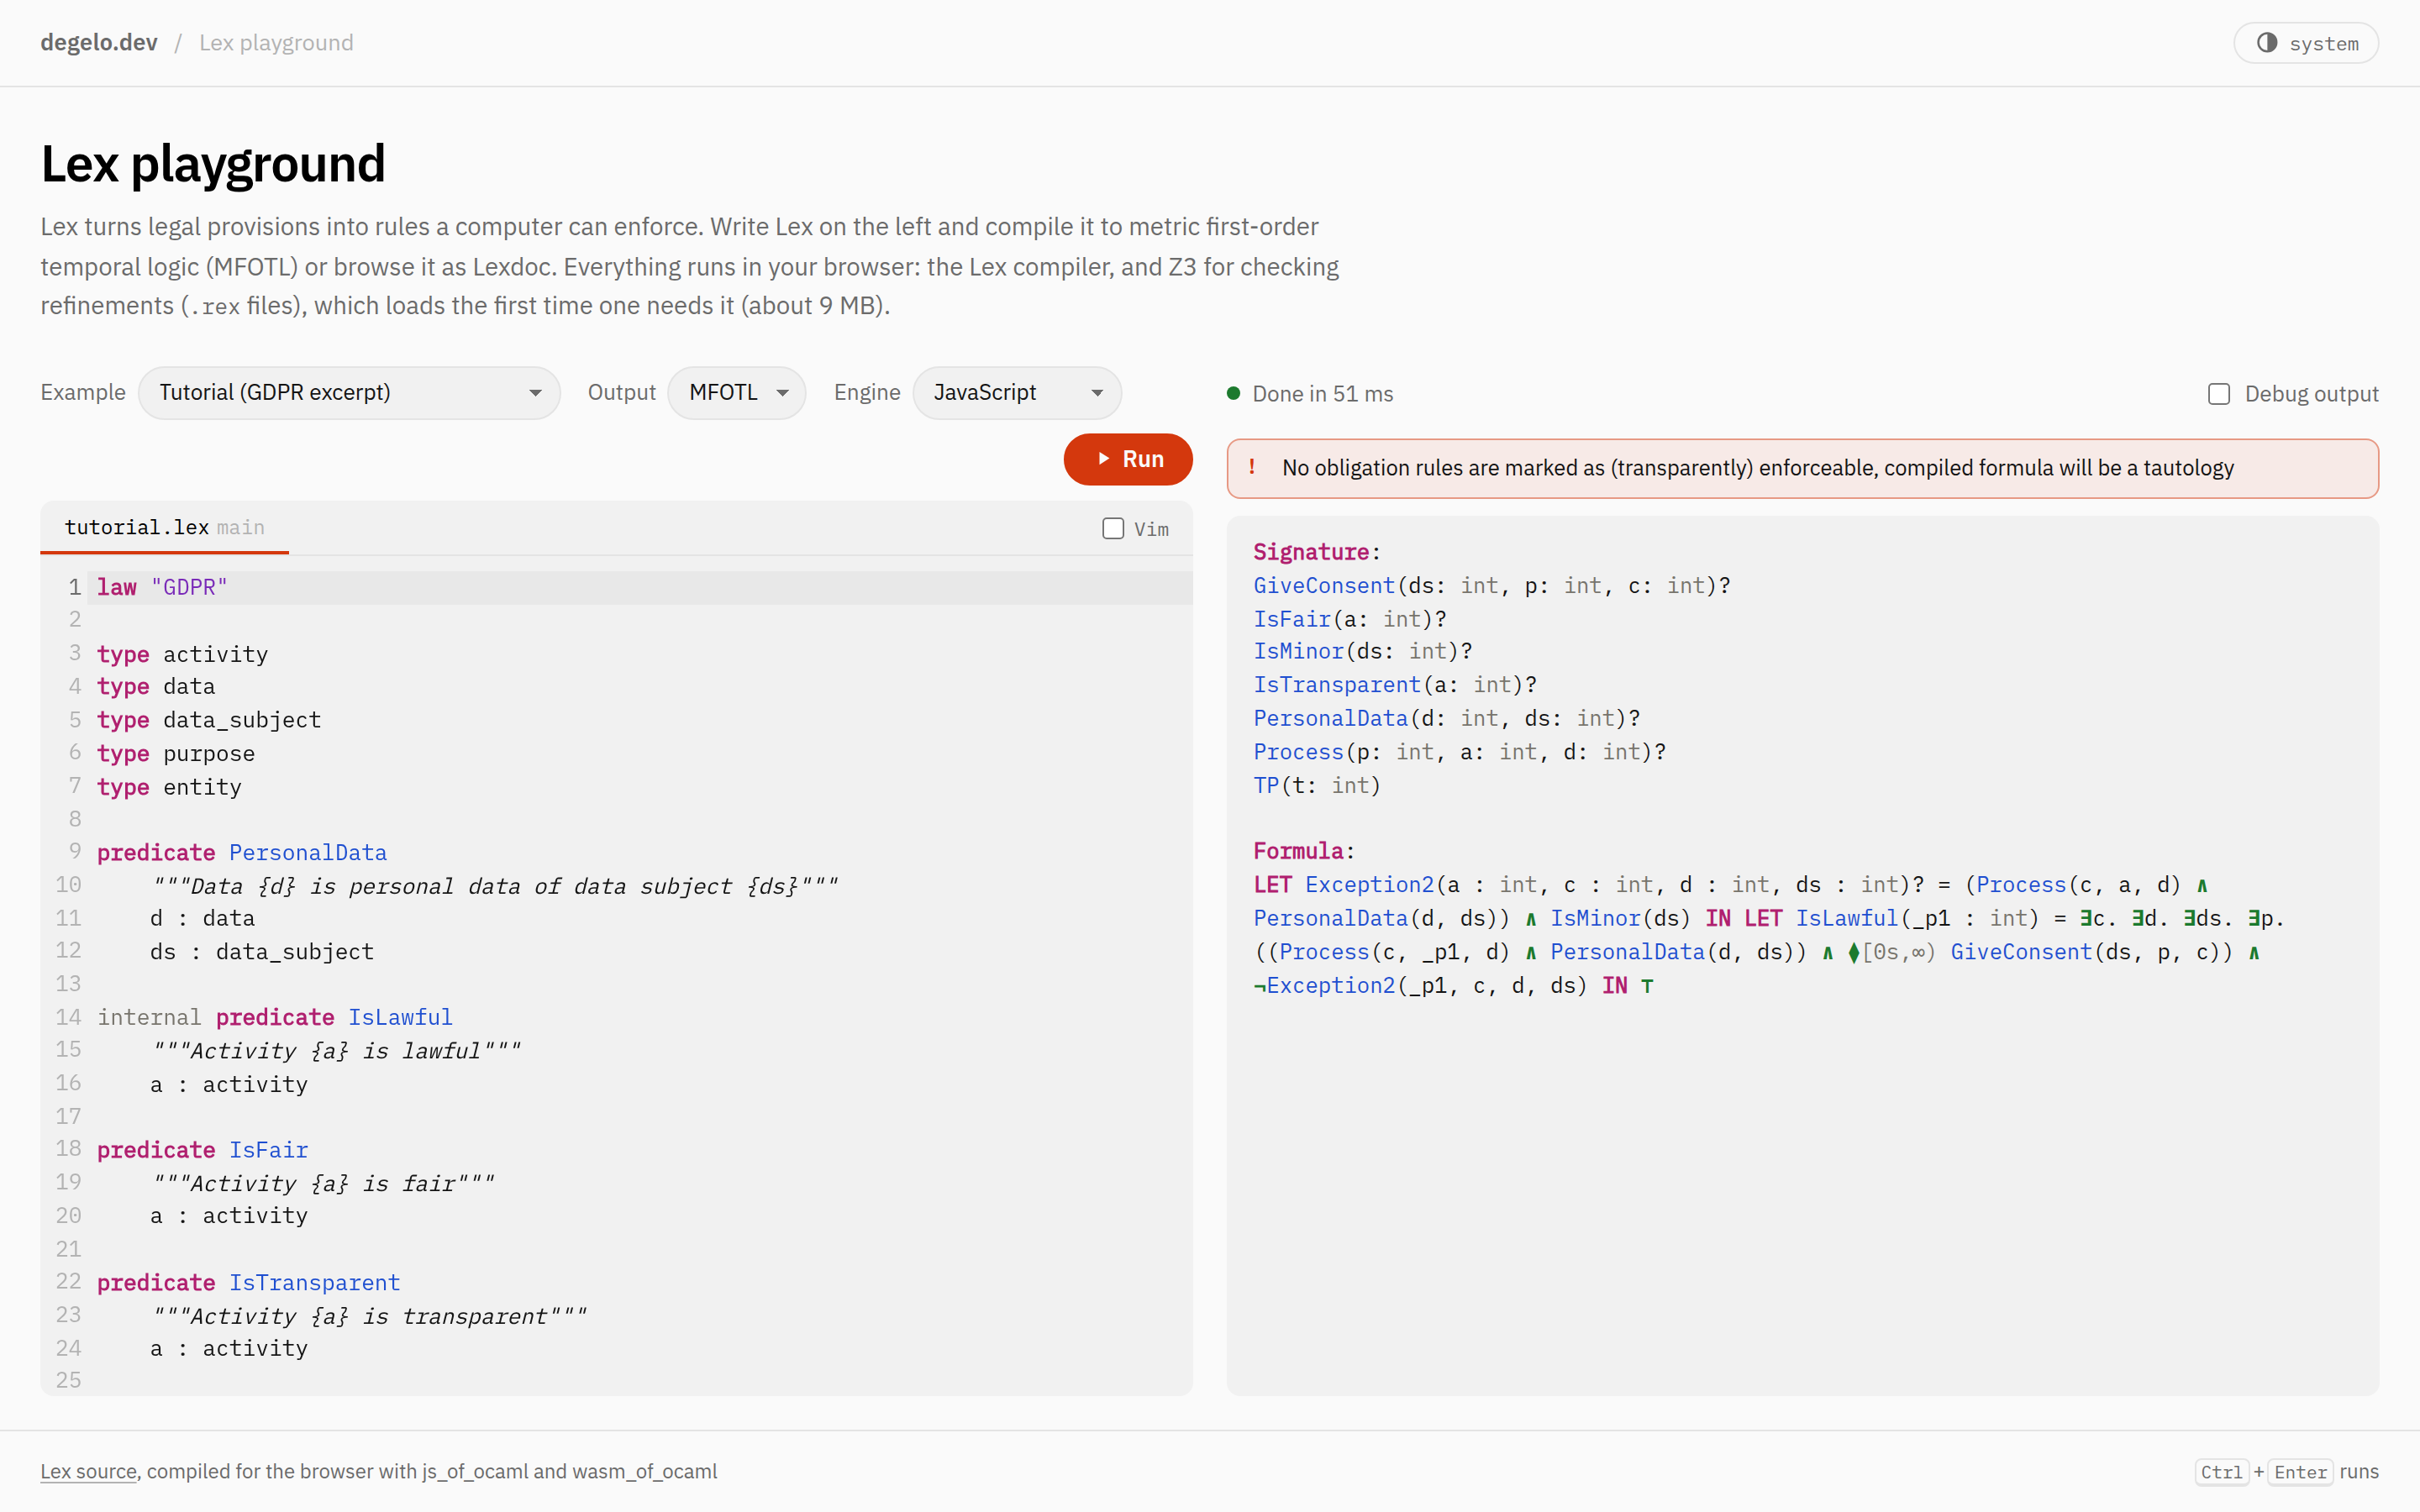 degelo.dev / Lex playground
system
Lex playground
Lex turns legal provisions into rules a computer can enforce. Write Lex on the left and compile it to metric first-order
temporal logic (MFOTL) or browse it as Lexdoc. Everything runs in your browser: the Lex compiler, and Z3 for checking
refinements (.rex files), which loads the first time one needs it (about 9 MB).
Example Tutorial (GDPR excerpt) Output MFOTL Engine JavaScript
Run
tutorial.lex main
Vim
1 law "GDPR"
2
3 type activity
4 type data
5 type data_subject
6 type purpose
7 type entity
8
9 predicate PersonalData
10     """Data {d} is personal data of data subject {ds}"""
11     d : data
12     ds : data_subject
13
14 internal predicate IsLawful
15     """Activity {a} is lawful"""
16     a : activity
17
18 predicate IsFair
19     """Activity {a} is fair"""
20     a : activity
21
22 predicate IsTransparent
23     """Activity {a} is transparent"""
24     a : activity
25
Done in 51 ms
Debug output
! No obligation rules are marked as (transparently) enforceable, compiled formula will be a tautology
Signature:
GiveConsent(ds: int, p: int, c: int)?
IsFair(a: int)?
IsMinor(ds: int)?
IsTransparent(a: int)?
PersonalData(d: int, ds: int)?
Process(p: int, a: int, d: int)?
TP(t: int)
Formula:
LET Exception2(a : int, c : int, d : int, ds : int)? = (Process(c, a, d) ∧
PersonalData(d, ds)) ∧ IsMinor(ds) IN LET IsLawful(_p1 : int) = ∃c. ∃d. ∃ds. ∃p.
((Process(c, _p1, d) ∧ PersonalData(d, ds)) ∧ ⧫[0s,∞) GiveConsent(ds, p, c)) ∧
¬Exception2(_p1, c, d, ds) IN ⊤
Lex source, compiled for the browser with js_of_ocaml and wasm_of_ocaml
Ctrl + Enter runs